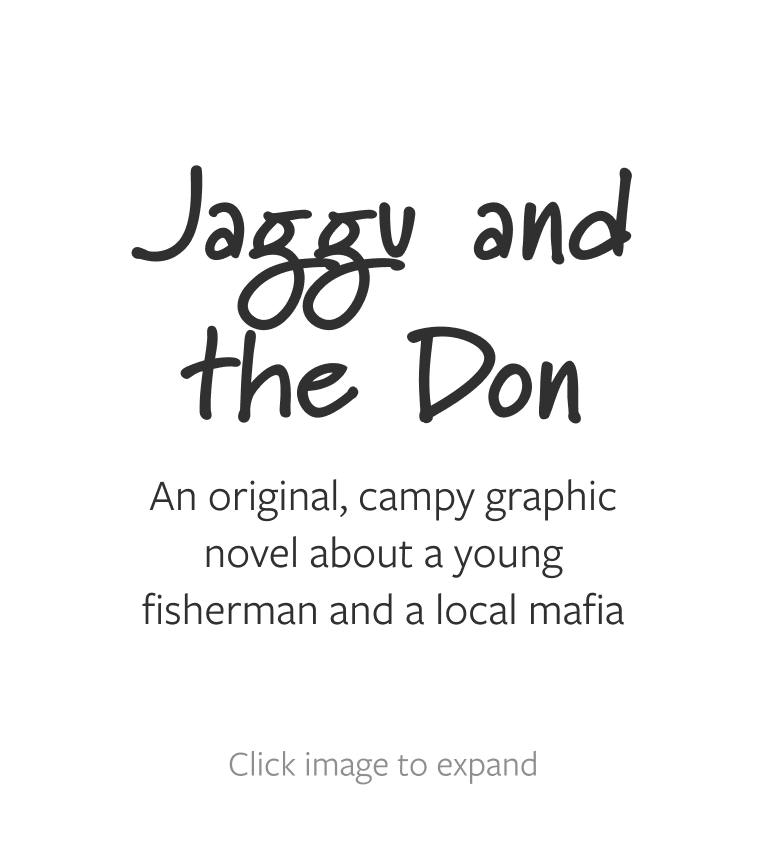 Jaggu and
the Don
An original, campy graphic
novel about a young
fisherman and a local mafia
Click image to expand